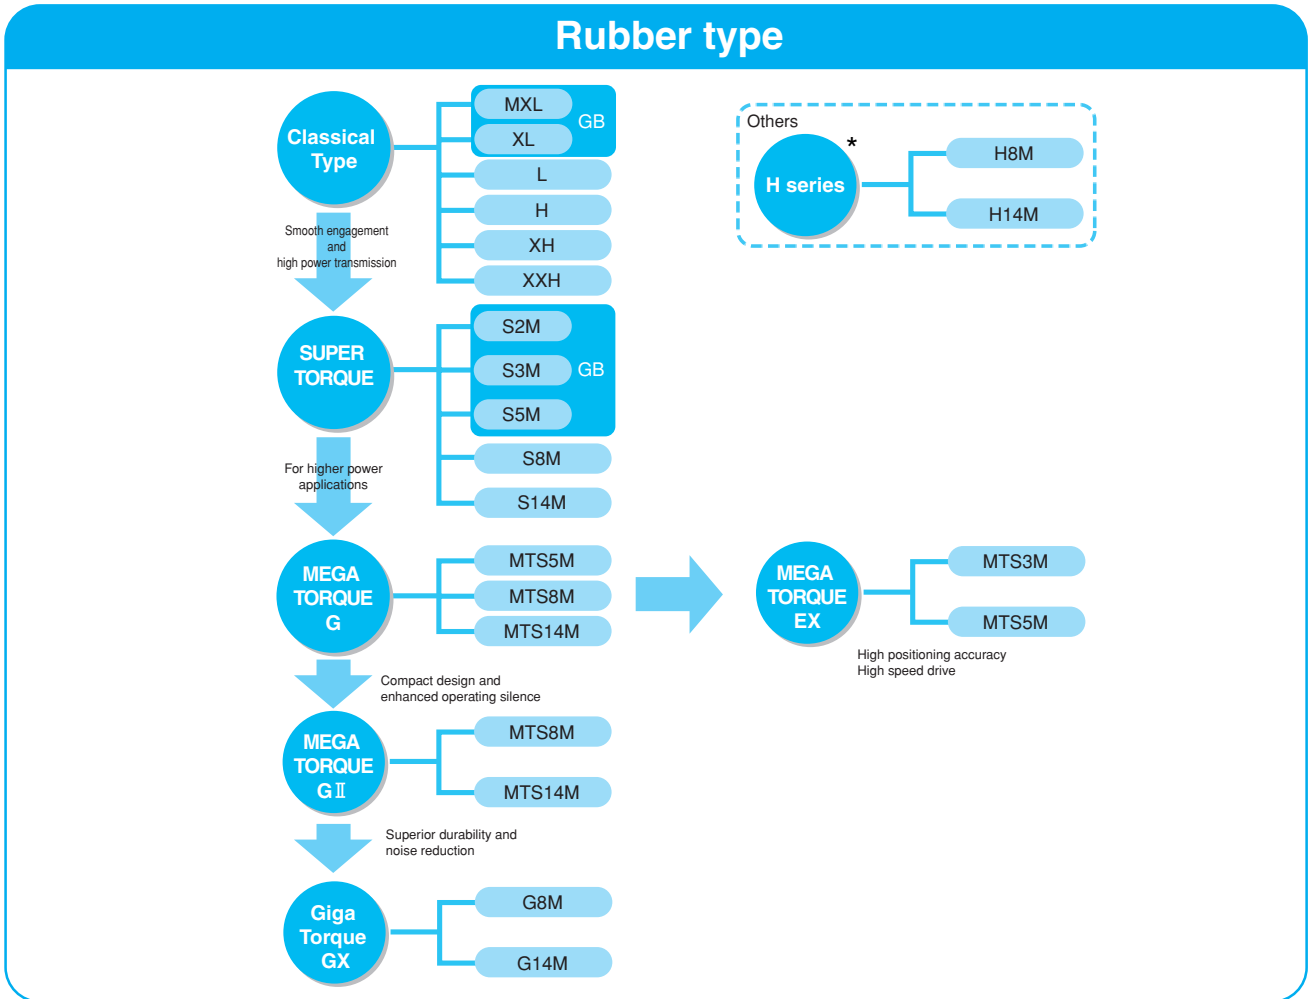 Rubber type
Classical
Type
MXL
XL
GB
L
H
XH
XXH
Others
H series
*
H8M
H14M
Smooth engagement
and
high power transmission
SUPER
TORQUE
S2M
S3M
S5M
GB
S8M
S14M
For higher power
applications
MEGA
TORQUE
G
MTS5M
MTS8M
MTS14M
MEGA
TORQUE
EX
MTS3M
MTS5M
High positioning accuracy
High speed drive
Compact design and
enhanced operating silence
MEGA
TORQUE
GⅡ
MTS8M
MTS14M
Superior durability and
noise reduction
Giga
Torque
GX
G8M
G14M